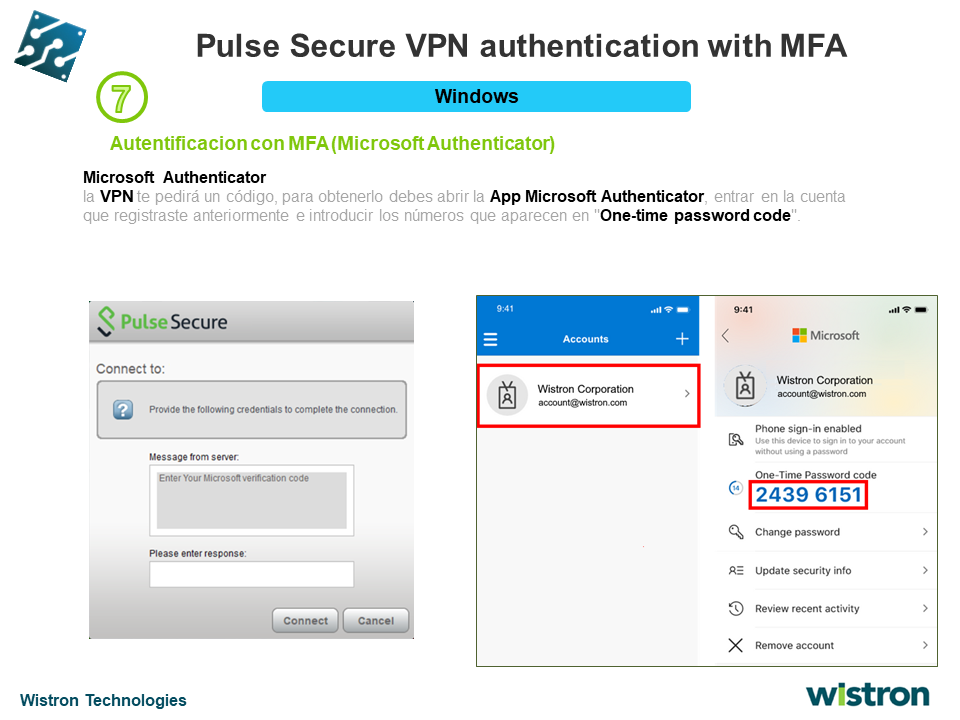 Pulse Secure VPN authentication with MFA
7
Windows
Autentificacion con MFA (Microsoft Authenticator)
Microsoft Authenticator
la VPN te pedirá un código, para obtenerlo debes abrir la App Microsoft Authenticator, entrar en la cuenta
que registraste anteriormente e introducir los números que aparecen en "One-time password code".
Pulse Secure
Connect to:
Provide the following credentials to complete the connection.
Message from server:
Enter Your Microsoft verification code
Please enter response:
Connect
Cancel
9:41
Accounts
Wistron Corporation
account@wistron.com
9:41
Microsoft
Wistron Corporation
account@wistron.com
Phone sign-in enabled
Use this device to sign in to your account
without using a password
One-Time Password code
14
2439 6151
Change password
Update security info
Review recent activity
Remove account
Wistron Technologies
wistron